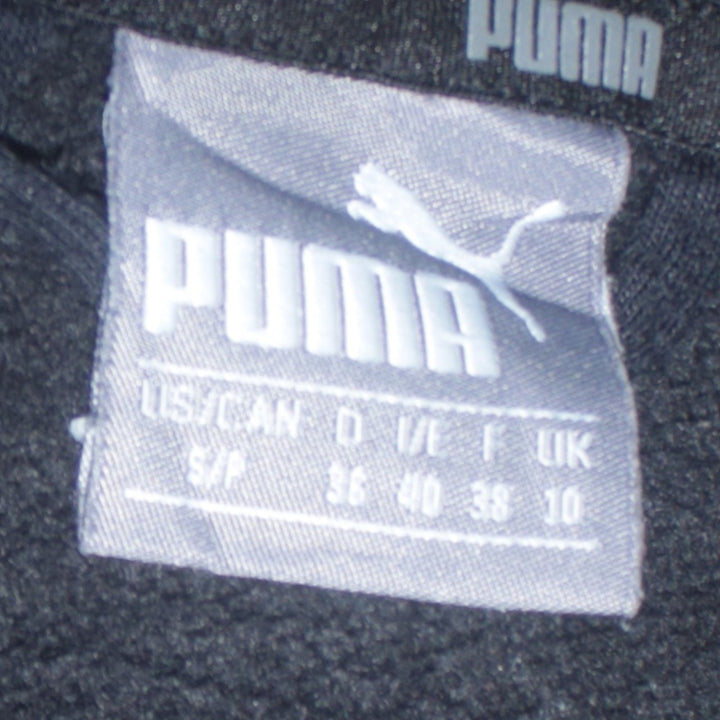 PUMA
PUMA
US/CAN D I/E F UK
S/P 36 40 38 10